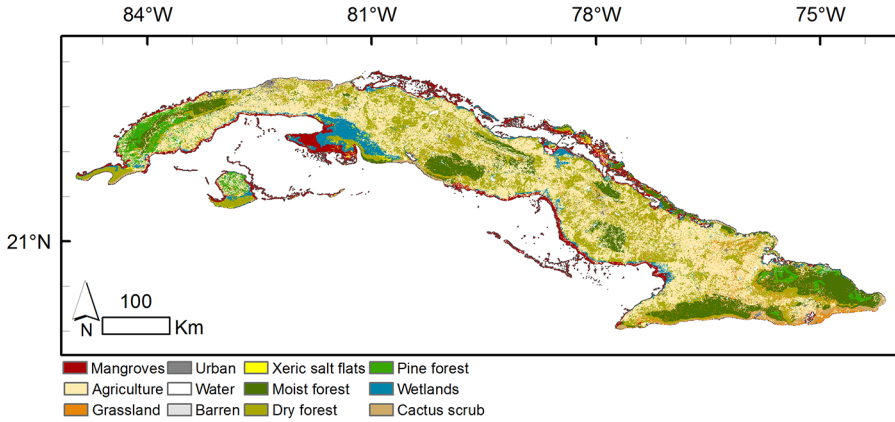 84°W 81°W 78°W 75°W
21°N
100
N Km
Mangroves Urban Xeric salt flats Pine forest
Agriculture Water Moist forest Wetlands
Grassland Barren Dry forest Cactus scrub